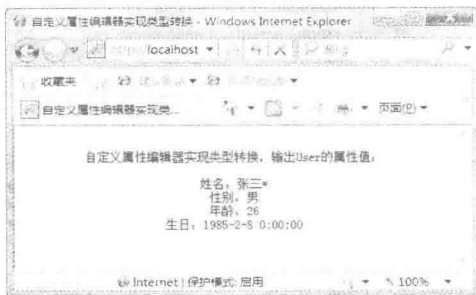 自定义属性编辑器实现类型转换 - Windows Internet Explorer
localhost
收藏夹
自定义属性编辑器实现类...
页面(P)
自定义属性编辑器实现类型转换，输出User的属性值：
姓名：张三*
性别：男
年龄：26
生日：1985-2-8 0:00:00
Internet | 保护模式: 启用
100%